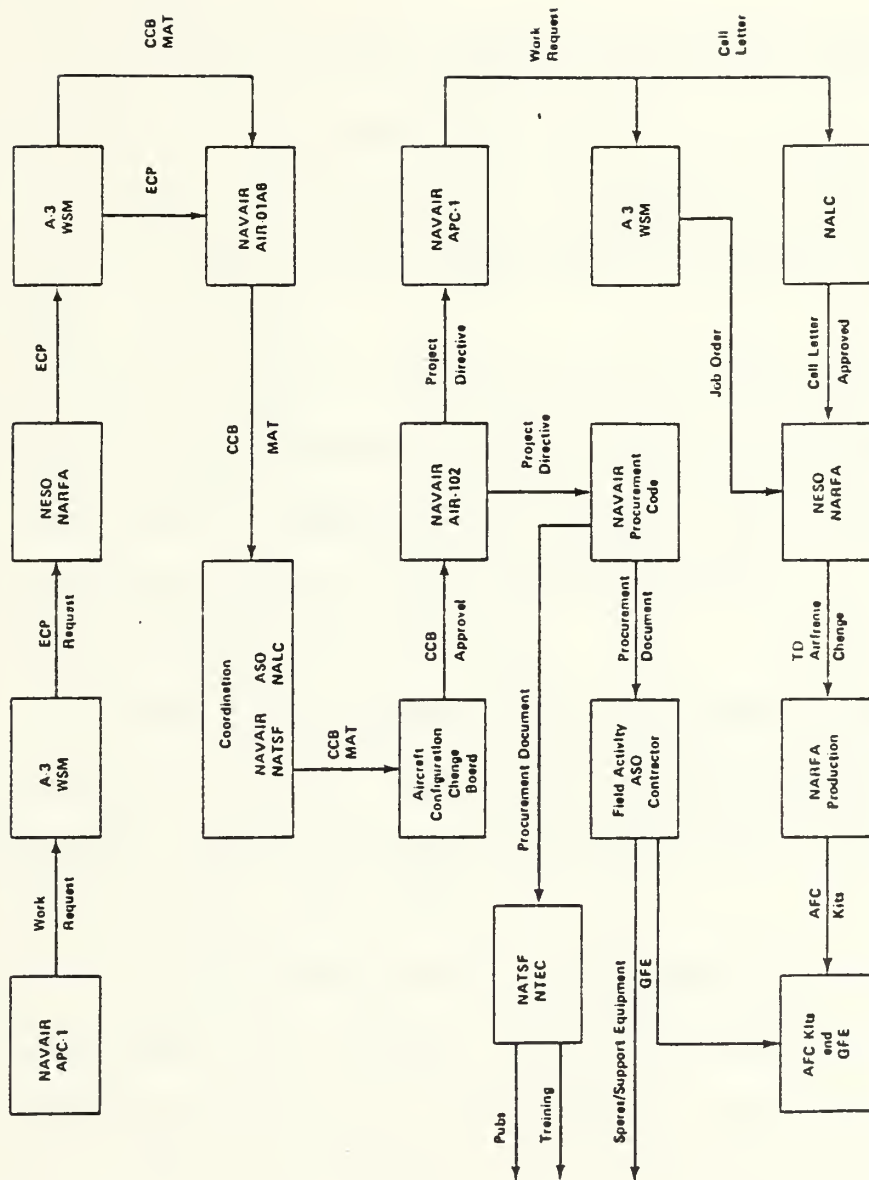 NAVAIR
APC-1
Work
Request
A-3
WSM
ECP
Request
NESO
NARFA
ECP
A-3
WSM
CCB
MAT
ECP
NAVAIR
AIR-01A6
CCB
MAT
Coordination
NAVAIR ASO
NATSF NALC
CCB
MAT
Aircraft
Configuration
Change
Board
CCB
Approval
NAVAIR
AIR-102
Project
Directive
NAVAIR
APC-1
Work
Request
Cell
Letter
Project
Directive
NAVAIR
Procurement
Code
A-3
WSM
NALC
Procurement Document
Procurement
Document
Job Order
Cell Letter
Approved
NATSF
NTEC
Pubs
Training
Field Activity
ASO
Contractor
Spares/Support Equipment
GFE
NESO
NARFA
TD
Airframe
Change
NARFA
Production
AFC
Kits
AFC Kits
and
GFE